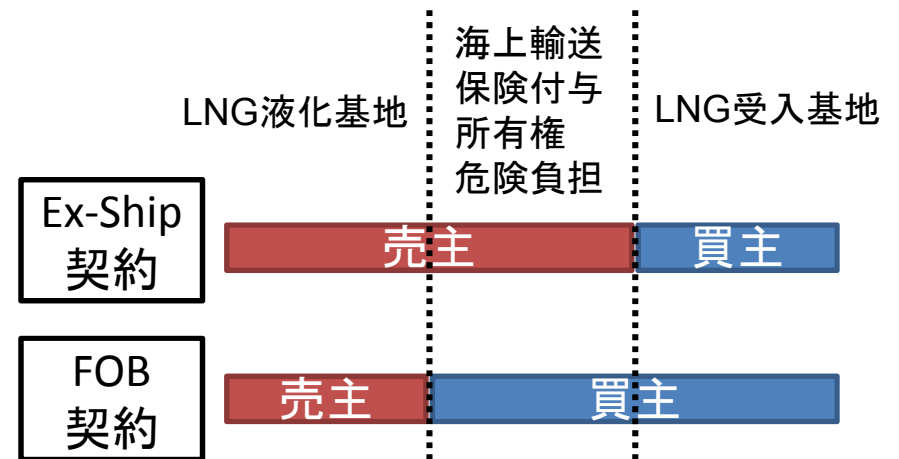 海上輸送
保険付与
所有権
危険負担
LNG液化基地
LNG受入基地
Ex-Ship
契約
売主
買主
FOB
契約
売主
買主